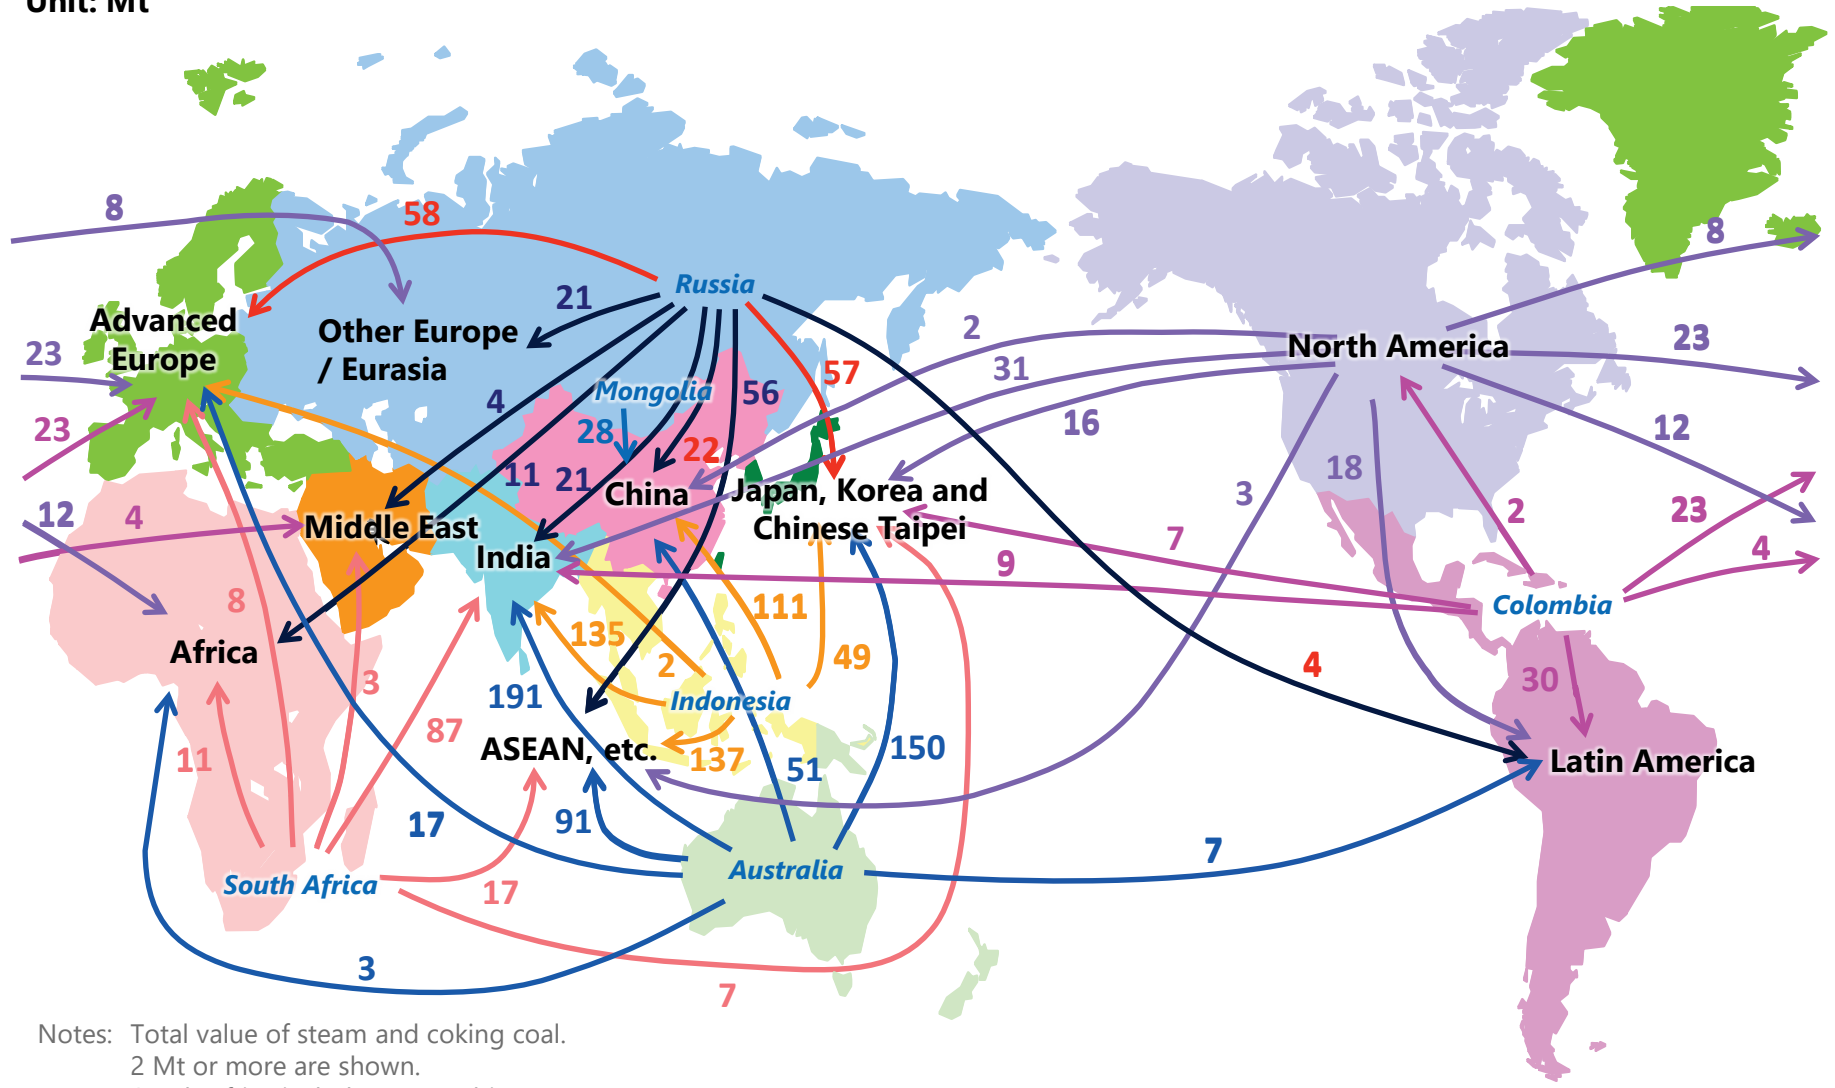 Unit: Mt
8
58
Russia
8
21
Advanced
Europe
Other Europe
/ Eurasia
2
North America
23
23
31
57
4
Mongolia
56
16
23
28
22
12
18
11
21
China
3
Japan, Korea and
Chinese Taipei
2
23
12
4
Middle East
India
7
4
9
8
111
Colombia
135
Africa
2
49
4
3
30
191
Indonesia
87
ASEAN, etc.
137
150
11
51
Latin America
17
91
7
Australia
South Africa
17
3
7
Notes: Total value of steam and coking coal.
2 Mt or more are shown.